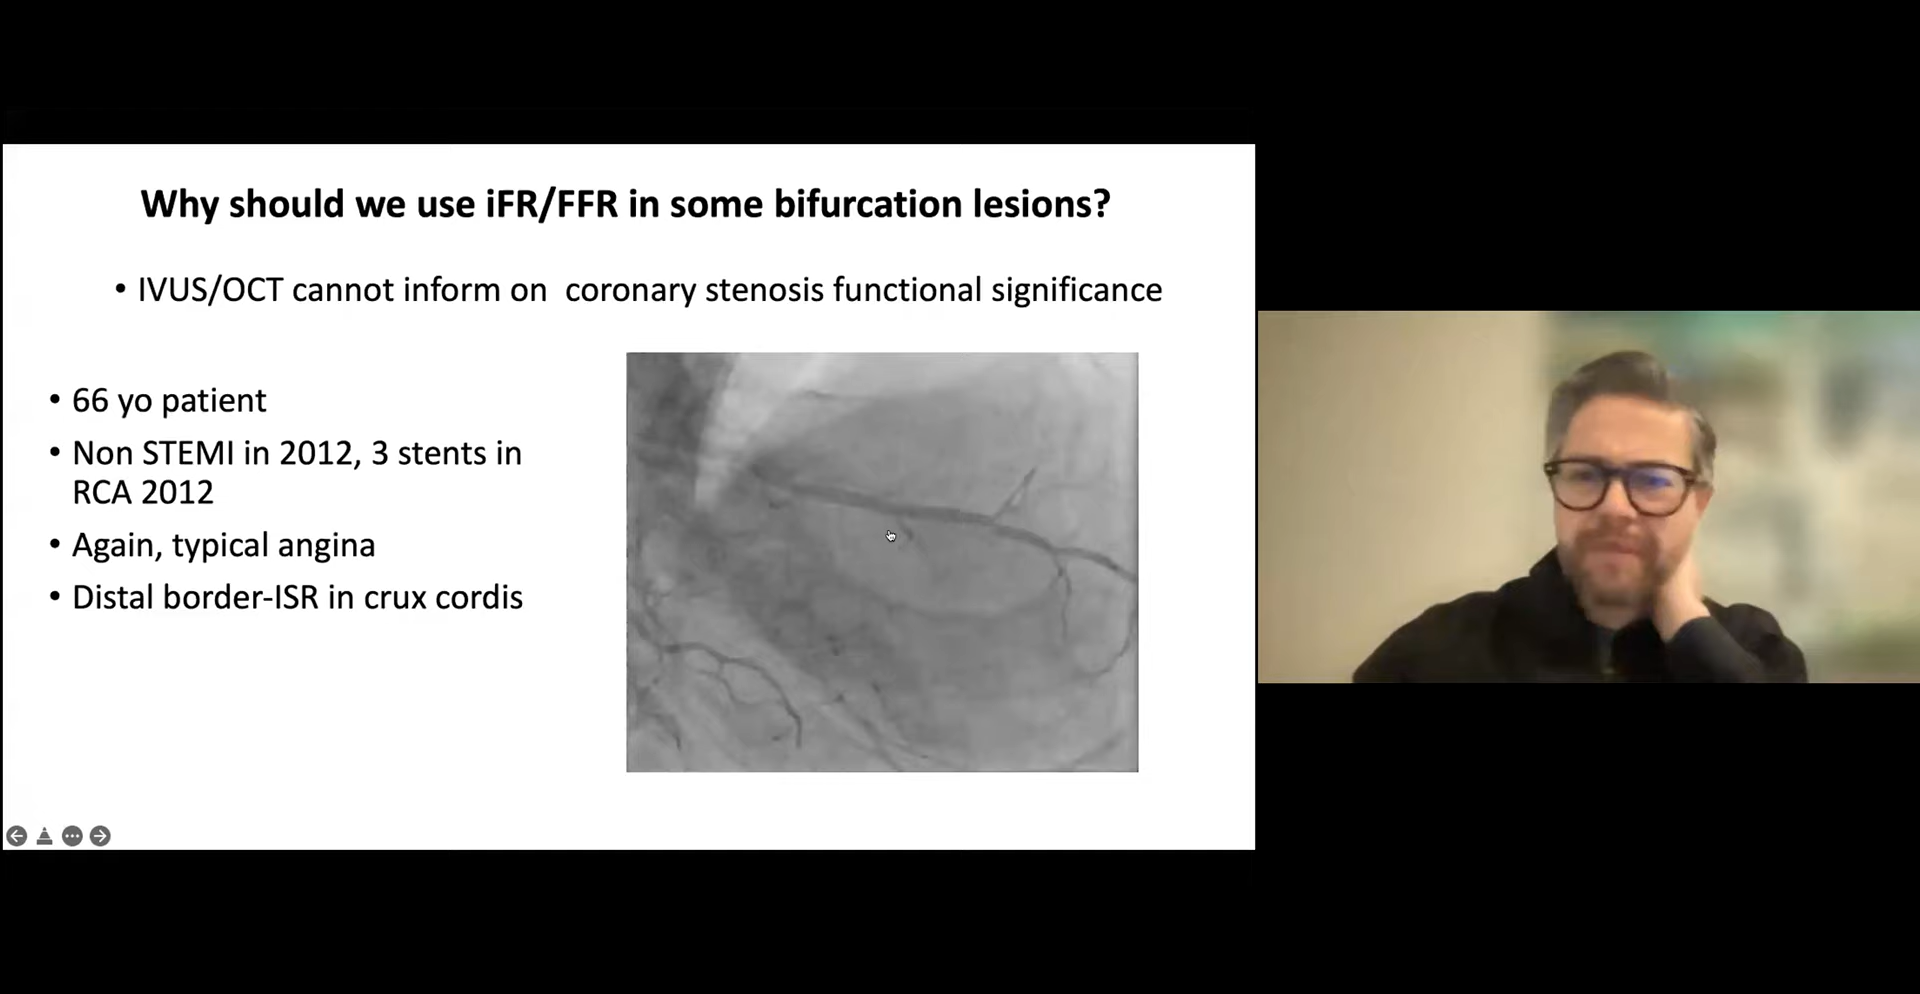 Why should we use iFR/FFR in some bifurcation lesions?
• IVUS/OCT cannot inform on coronary stenosis functional significance
• 66 yo patient
• Non STEMI in 2012, 3 stents in
RCA 2012
• Again, typical angina
• Distal border-ISR in crux cordis